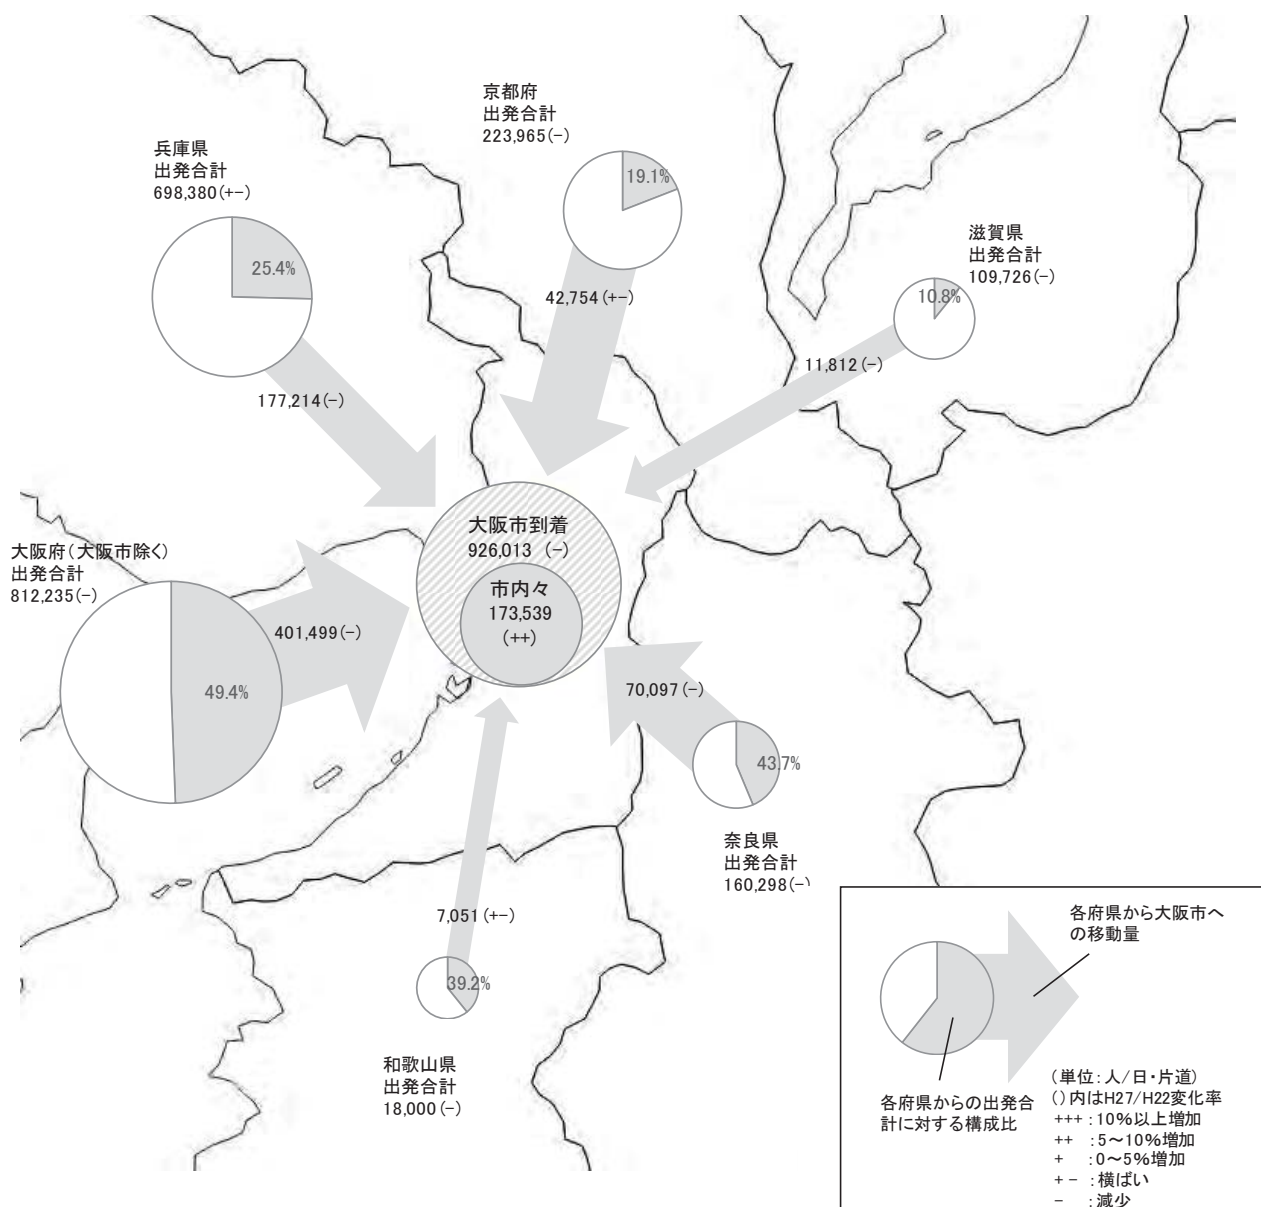 京都府
出発合計
223,965(-)
19.1%
兵庫県
出発合計
698,380(+-)
25.4%
滋賀県
出発合計
109,726(-)
10.8%
42,754(+-)
11,812(-)
177,214(-)
大阪市到着
926,013 (-)
市内々
173,539
(++)
大阪府(大阪市除く)
出発合計
812,235(-)
401,499(-)
49.4%
70,097(-)
43.7%
奈良県
出発合計
160,298(-)
7,051(+-)
39.2%
和歌山県
出発合計
18,000(-)
各府県から大阪市へ
の移動量
各府県からの出発合
計に対する構成比
(単位:人/日・片道)
()内はH27/H22変化率
+++:10%以上増加
++ :5～10%増加
+ :0～5%増加
+- :横ばい
- :減少